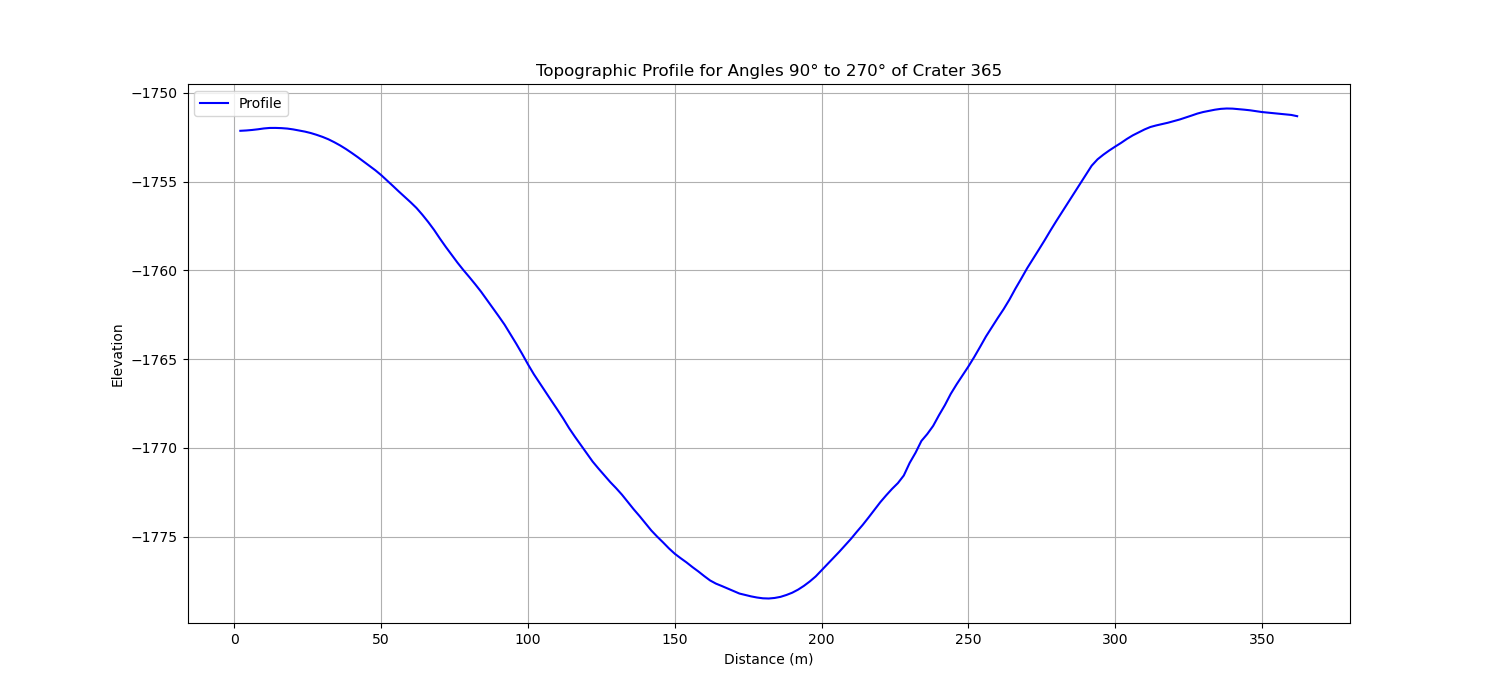 Topographic Profile for Angles 90° to 270° of Crater 365
Profile
−1750
−1755
−1760
−1765
−1770
−1775
Elevation
0 50 100 150 200 250 300 350
Distance (m)